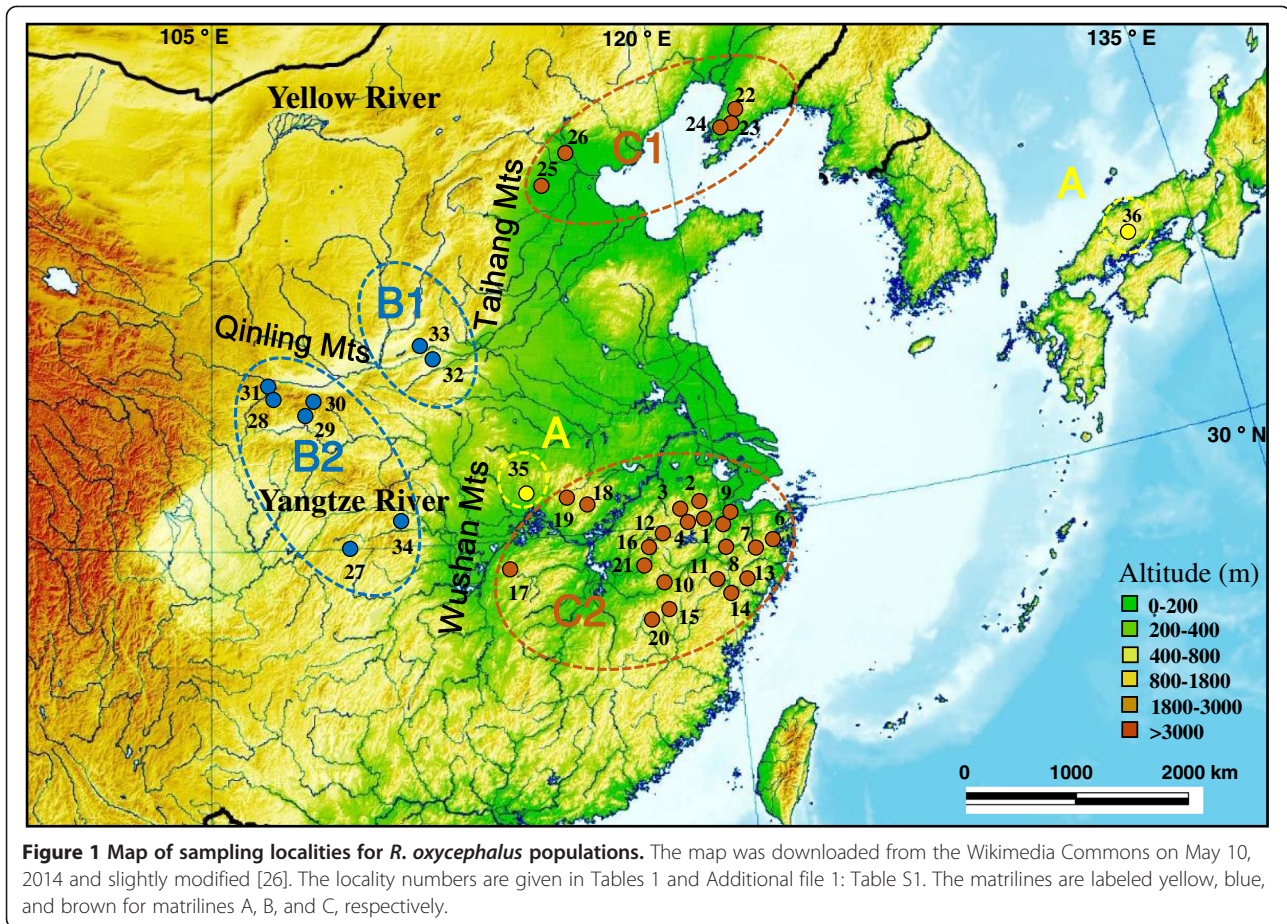 105 ° E
120 ° E
135 ° E
Yellow River
22
24
23
C1
26
25
Taihang Mts
A
36
B1
33
32
Qinling Mts
31
28
30
29
B2
30 ° N
A
35
Yangtze River
34
27
Wushan Mts
19
18
3
2
9
6
12
4
1
7
16
8
21
11
13
10
14
17
C2
15
20
Altitude (m)
0-200
200-400
400-800
800-1800
1800-3000
>3000
0 1000 2000 km
Figure 1 Map of sampling localities for R. oxycephalus populations. The map was downloaded from the Wikimedia Commons on May 10,
2014 and slightly modified [26]. The locality numbers are given in Tables 1 and Additional file 1: Table S1. The matrilines are labeled yellow, blue,
and brown for matrilines A, B, and C, respectively.